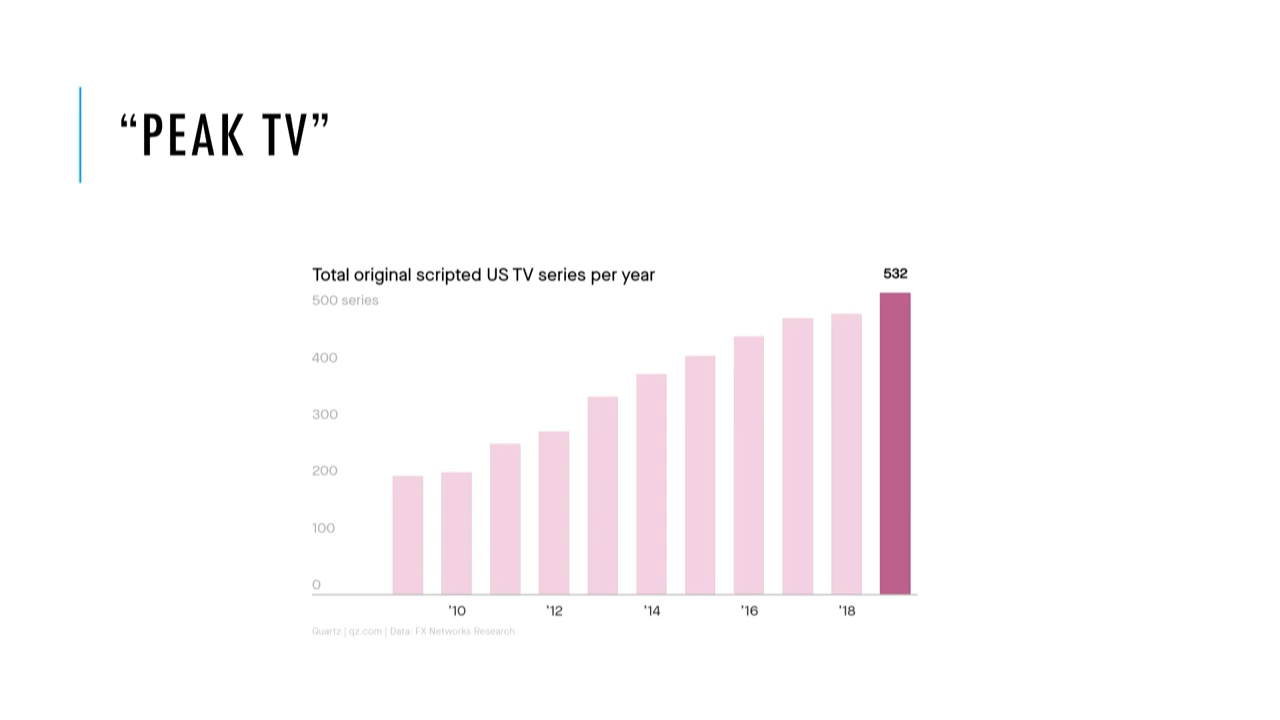 “PEAK TV”
Total original scripted US TV series per year
532
500 series
400
300
200
100
0
'10 '12 '14 '16 '18
Quartz | qz.com | Data: FX Networks Research